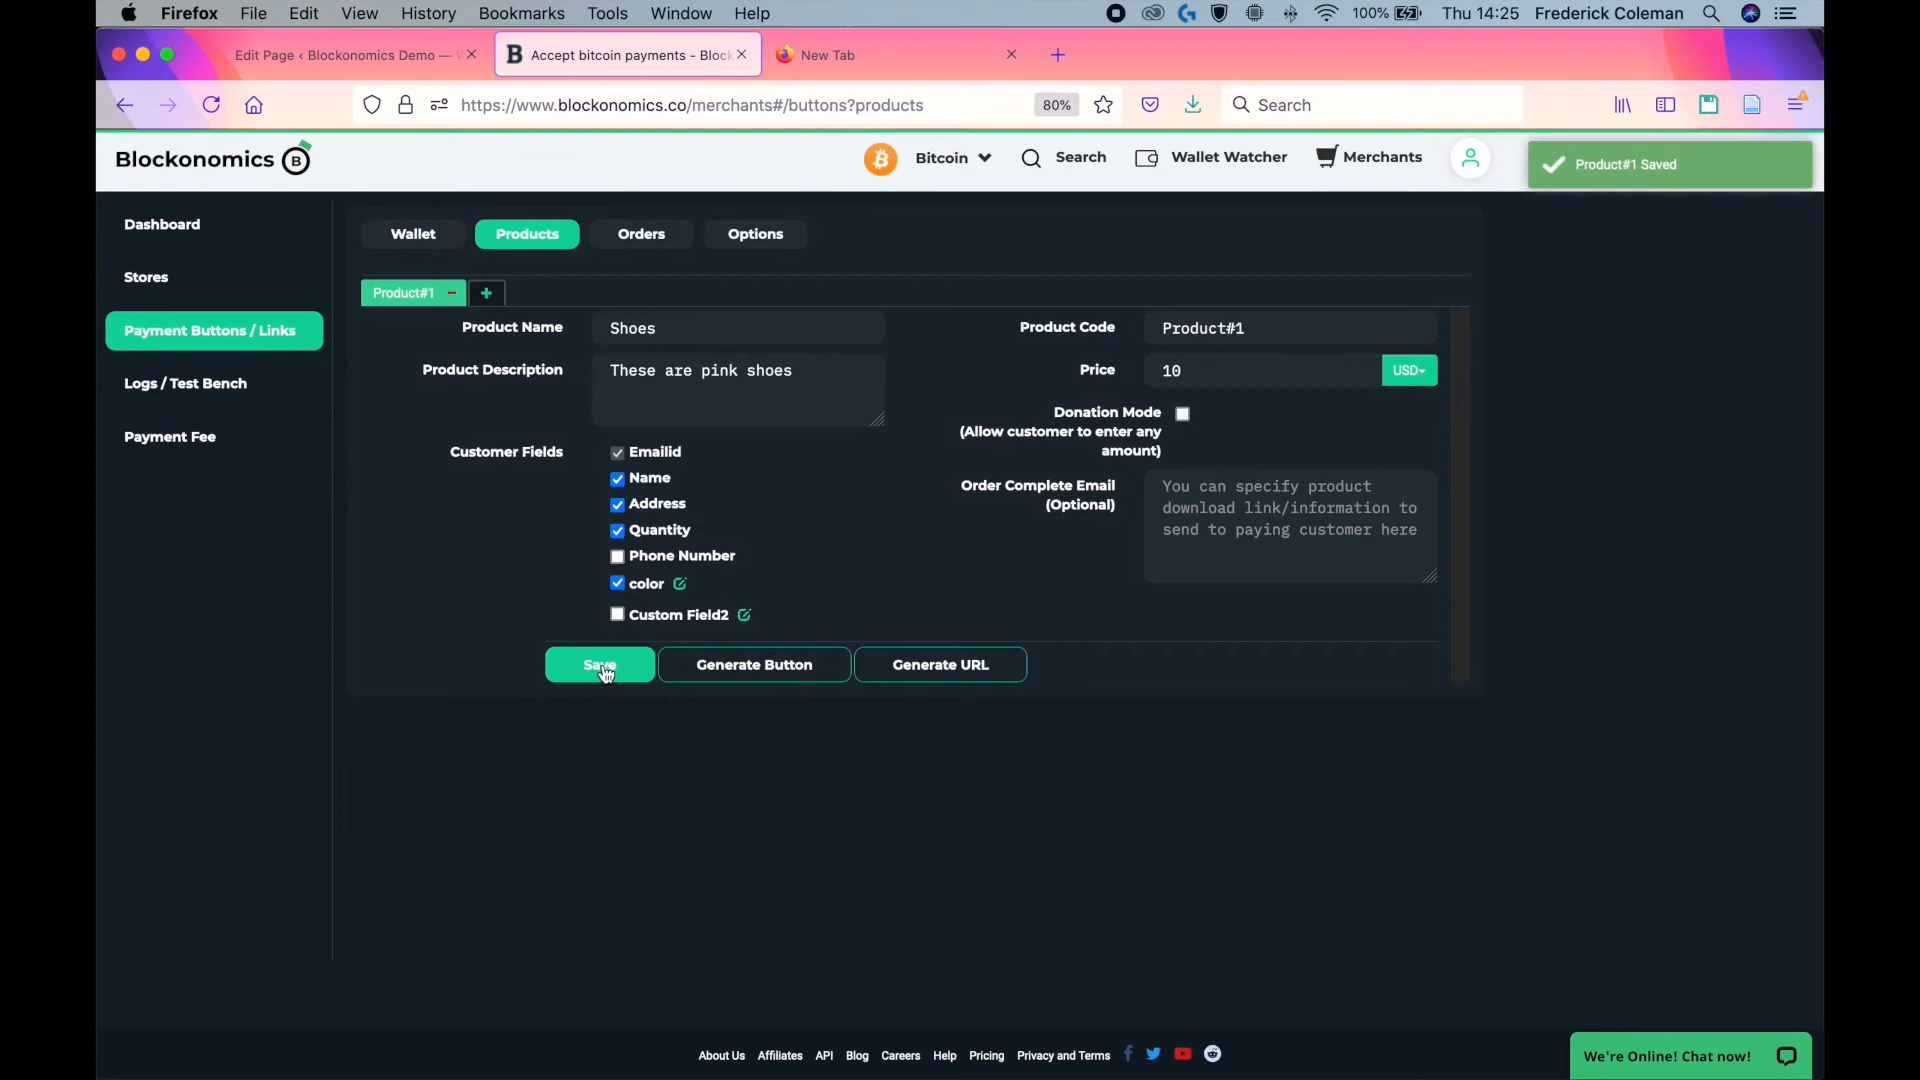 Firefox File Edit View History Bookmarks Tools Window Help 100% Thu 14:25 Frederick Coleman
Edit Page ‹ Blockonomics Demo — Accept bitcoin payments - Block New Tab
https://www.blockonomics.co/merchants#/buttons?products 80% Search
Blockonomics B Bitcoin Search Wallet Watcher Merchants Product#1 Saved
Dashboard
Stores
Payment Buttons / Links
Logs / Test Bench
Payment Fee
Wallet Products Orders Options
Product#1 - +
Product Name Shoes Product Code Product#1
Product Description These are pink shoes Price 10 USD
Donation Mode
(Allow customer to enter any
amount)
Customer Fields Emailid
Name
Address
Quantity
Phone Number
color
Custom Field2
Order Complete Email
(Optional)
You can specify product
download link/information to
send to paying customer here
Save Generate Button Generate URL
About Us Affiliates API Blog Careers Help Pricing Privacy and Terms
We're Online! Chat now!